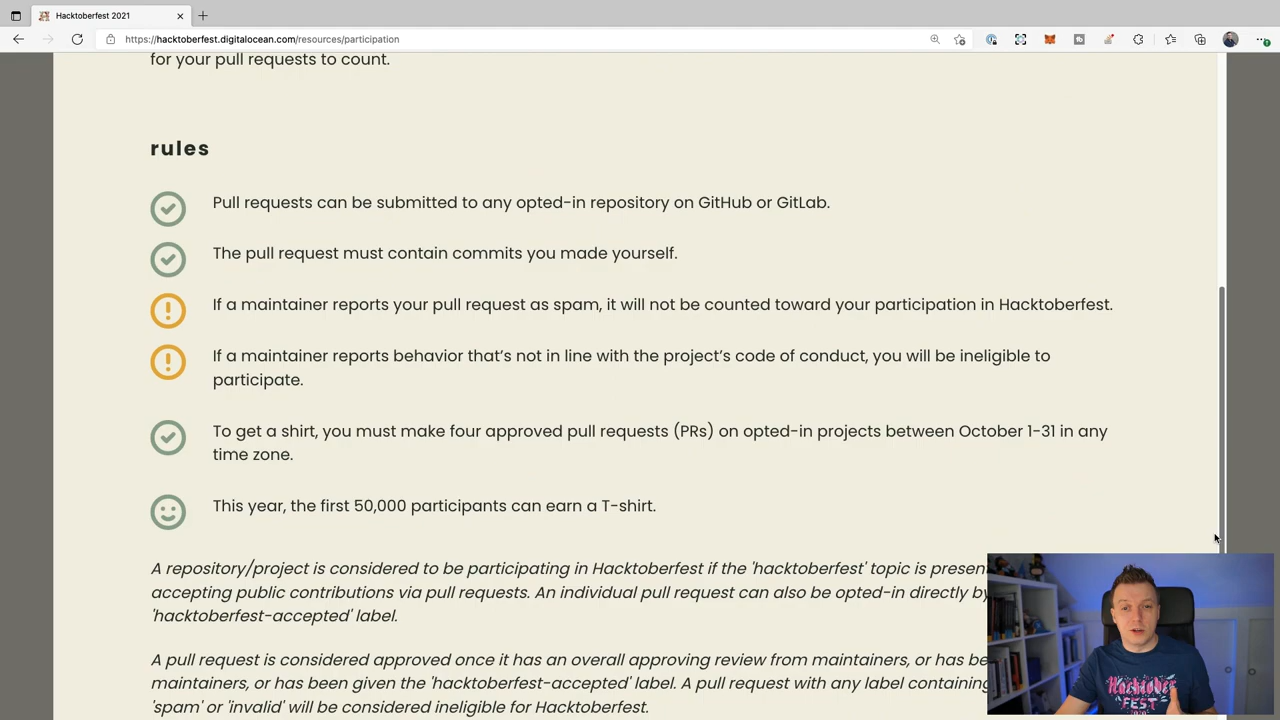 Hacktoberfest 2021
https://hacktoberfest.digitalocean.com/resources/participation
for your pull requests to count.
rules
Pull requests can be submitted to any opted-in repository on GitHub or GitLab.
The pull request must contain commits you made yourself.
If a maintainer reports your pull request as spam, it will not be counted toward your participation in Hacktoberfest.
If a maintainer reports behavior that's not in line with the project's code of conduct, you will be ineligible to
participate.
To get a shirt, you must make four approved pull requests (PRs) on opted-in projects between October 1-31 in any
time zone.
This year, the first 50,000 participants can earn a T-shirt.
A repository/project is considered to be participating in Hacktoberfest if the 'hacktoberfest' topic is
accepting public contributions via pull requests. An individual pull request can also be opted-in directly by
'hacktoberfest-accepted' label.
A pull request is considered approved once it has an overall approving review from maintainers, or has
maintainers, or has been given the 'hacktoberfest-accepted' label. A pull request with any label containing
'spam' or 'invalid' will be considered ineligible for Hacktoberfest.
Hacktober
FEST